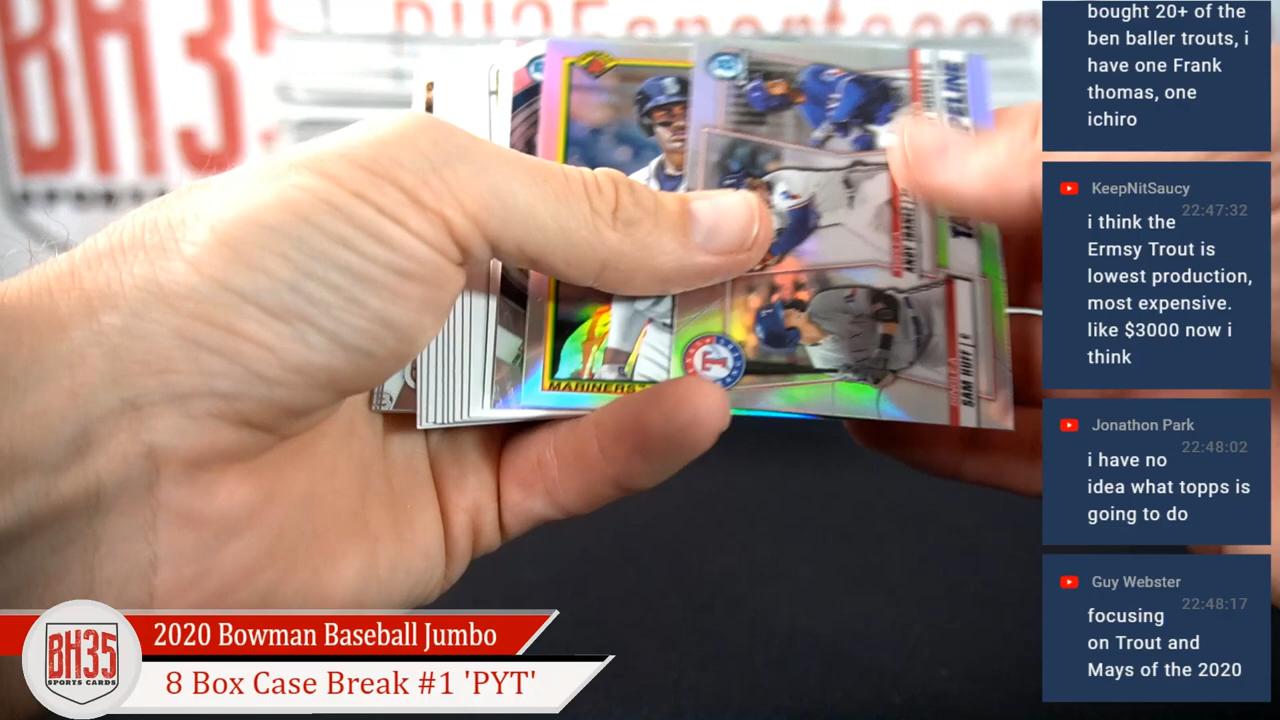 BH35
SPORTS CARDS
bought 20+ of the
ben baller trouts, i
have one Frank
thomas, one
ichiro
KeepNitSaucy
22:47:32
i think the
Ermsy Trout is
lowest production,
most expensive.
like $3000 now i
think
Jonathon Park
22:48:02
i have no
idea what topps is
going to do
Guy Webster
22:48:17
focusing
on Trout and
Mays of the 2020
MARINERS
T
SAM HUFF | C
BH35
SPORTS CARDS
2020 Bowman Baseball Jumbo
8 Box Case Break #1 'PYT'